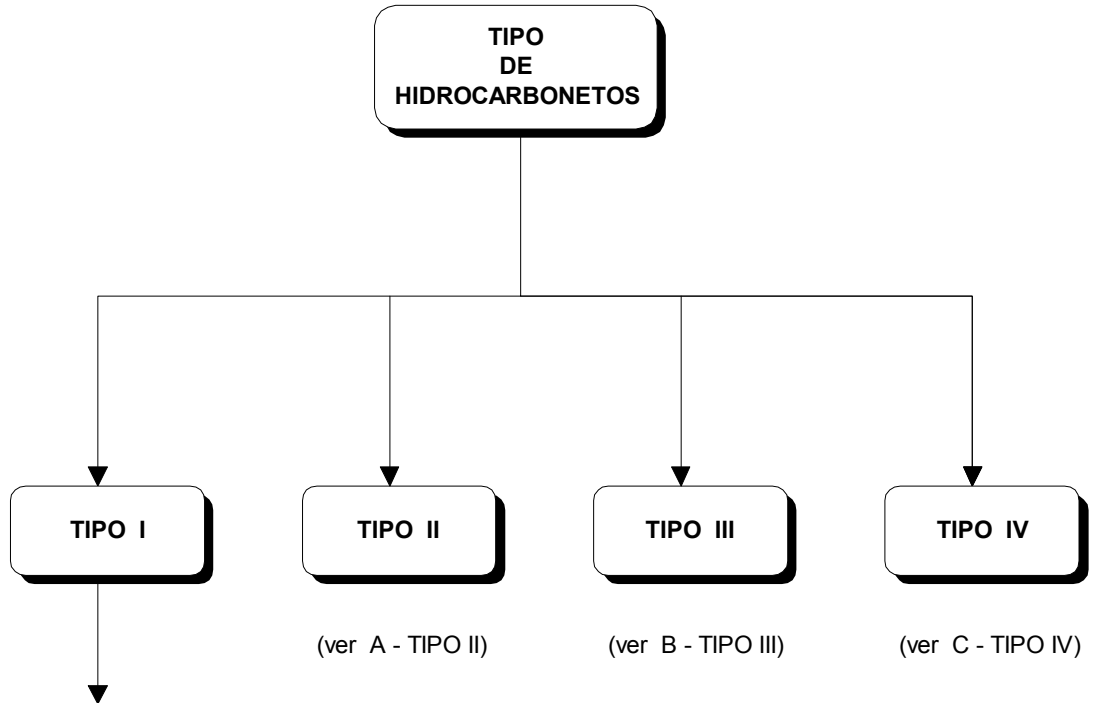 TIPO
DE
HIDROCARBONETOS
TIPO I
TIPO II
TIPO III
TIPO IV
(ver A - TIPO II)
(ver B - TIPO III)
(ver C - TIPO IV)